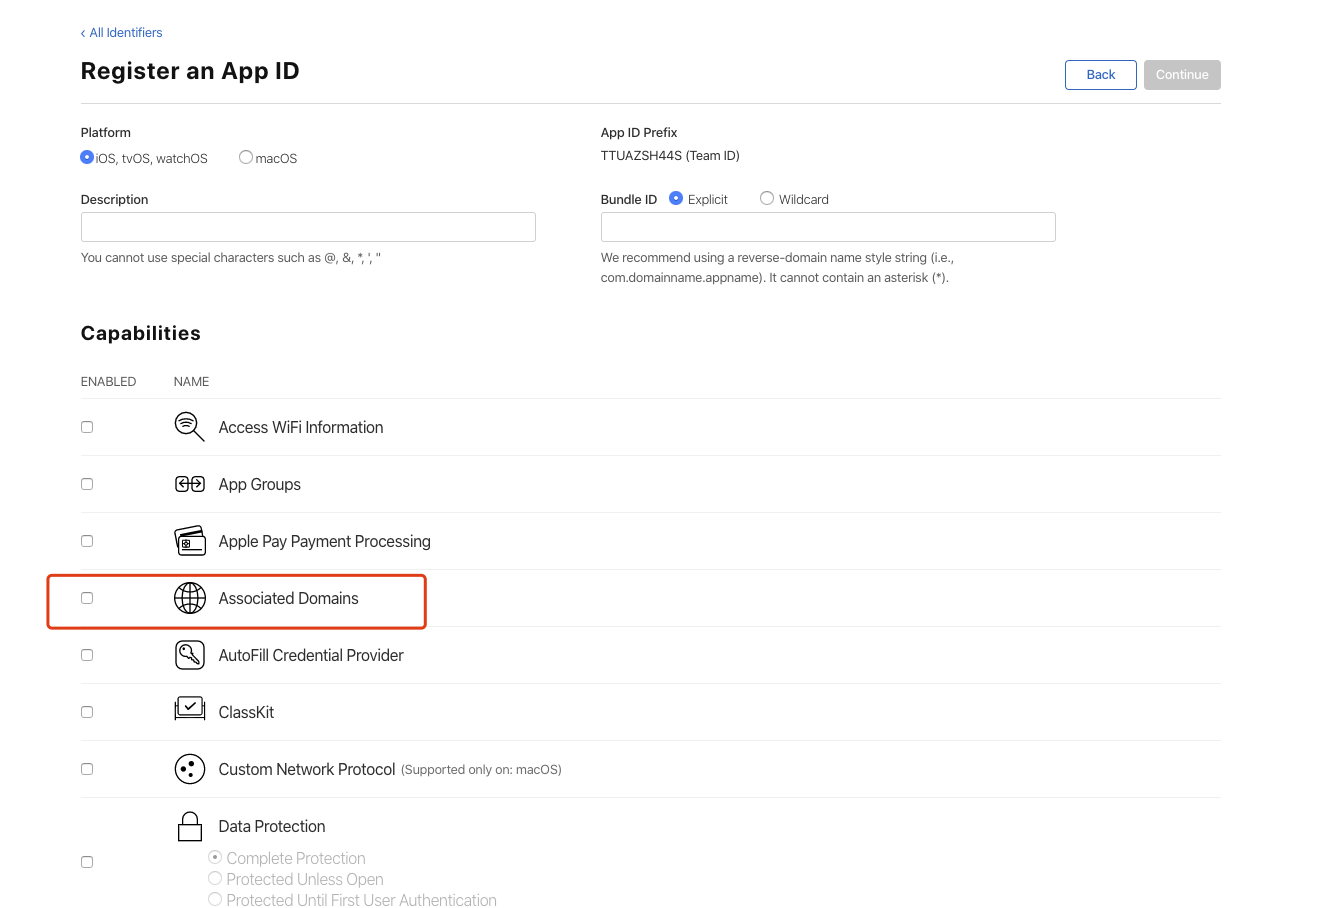 ‹ All Identifiers
Register an App ID
Back
Continue
Platform
iOS, tvOS, watchOS
macOS
App ID Prefix
TTUAZSH44S (Team ID)
Description
You cannot use special characters such as @, &, *, ', "
Bundle ID
Explicit
Wildcard
We recommend using a reverse-domain name style string (i.e.,
com.domainname.appname). It cannot contain an asterisk (*).
Capabilities
ENABLED
NAME
Access WiFi Information
App Groups
Apple Pay Payment Processing
Associated Domains
AutoFill Credential Provider
ClassKit
Custom Network Protocol (Supported only on: macOS)
Data Protection
Complete Protection
Protected Unless Open
Protected Until First User Authentication